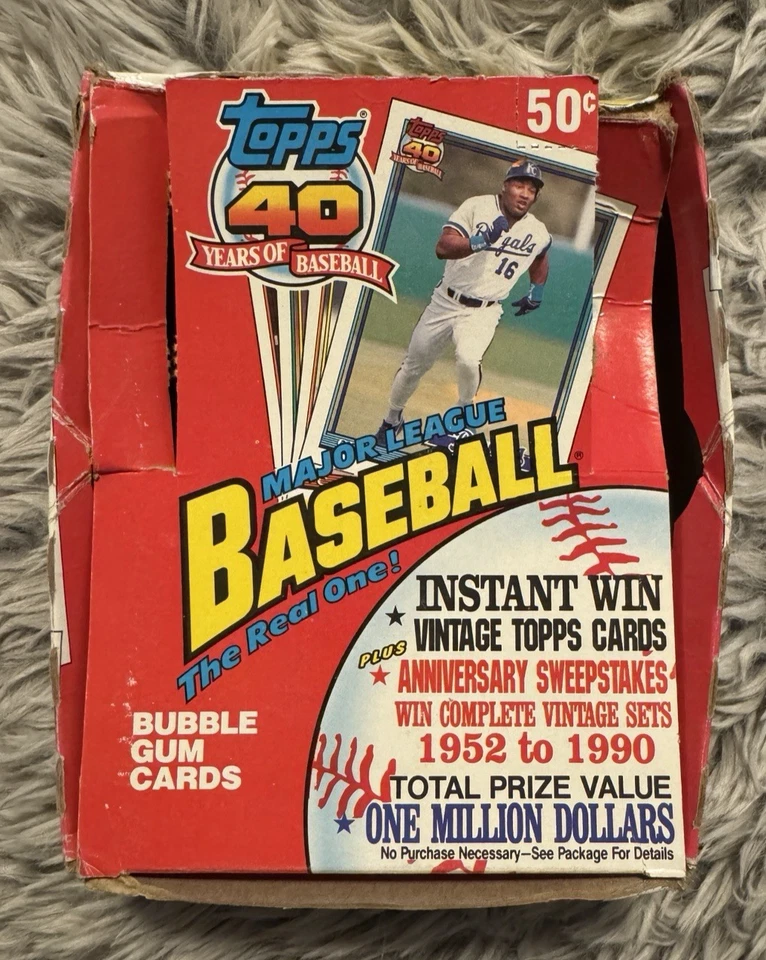 topps®
50¢
40
YEARS OF BASEBALL
topps
40
YEARS OF BASEBALL
KC
Royals
16
MAJOR LEAGUE
BASEBALL®
The Real One!
INSTANT WIN
VINTAGE TOPPS CARDS
PLUS
ANNIVERSARY SWEEPSTAKES
WIN COMPLETE VINTAGE SETS
1952 to 1990
BUBBLE
GUM
CARDS
TOTAL PRIZE VALUE
ONE MILLION DOLLARS
No Purchase Necessary—See Package For Details